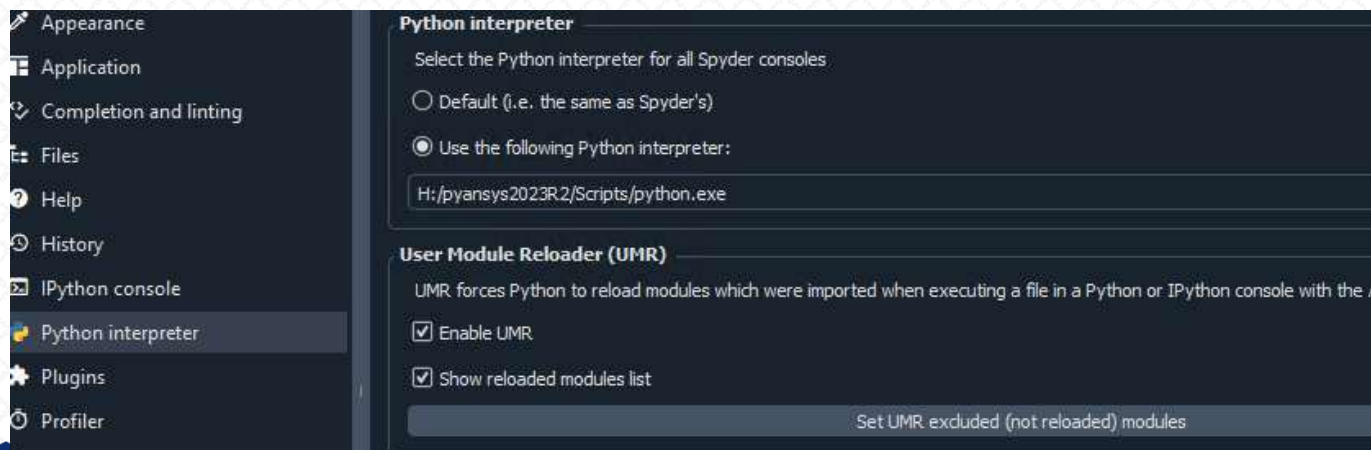 Appearance
Application
Completion and linting
Files
Help
History
IPython console
Python interpreter
Plugins
Profiler
Python interpreter
Select the Python interpreter for all Spyder consoles
Default (i.e. the same as Spyder's)
Use the following Python interpreter:
H:/pyansys2023R2/Scripts/python.exe
User Module Reloader (UMR)
UMR forces Python to reload modules which were imported when executing a file in a Python or IPython console with the
Enable UMR
Show reloaded modules list
Set UMR excluded (not reloaded) modules